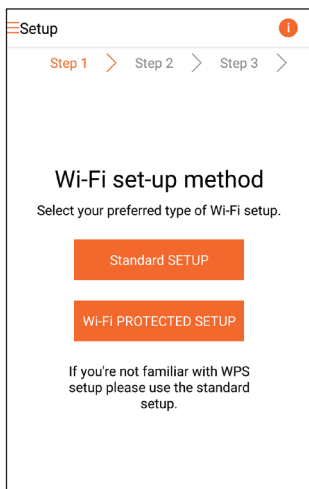 Setup
i
Step 1 Step 2 Step 3
Wi-Fi set-up method
Select your preferred type of Wi-Fi setup.
Standard SETUP
Wi-Fi PROTECTED SETUP
If you're not familiar with WPS
setup please use the standard
setup.